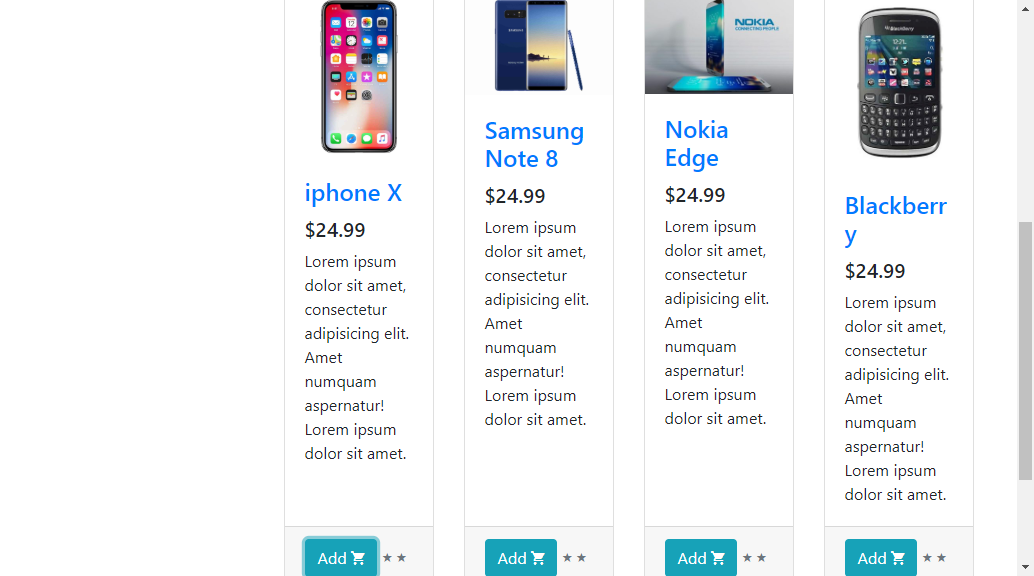 NOKIA
CONNECTING PEOPLE
BlackBerry
iphone X
$24.99
Lorem ipsum
dolor sit amet,
consectetur
adipisicing elit.
Amet
numquam
aspernatur!
Lorem ipsum
dolor sit amet.
Add
Samsung
Note 8
$24.99
Lorem ipsum
dolor sit amet,
consectetur
adipisicing elit.
Amet
numquam
aspernatur!
Lorem ipsum
dolor sit amet.
Add
Nokia
Edge
$24.99
Lorem ipsum
dolor sit amet,
consectetur
adipisicing elit.
Amet
numquam
aspernatur!
Lorem ipsum
dolor sit amet.
Add
Blackberr
y
$24.99
Lorem ipsum
dolor sit amet,
consectetur
adipisicing elit.
Amet
numquam
aspernatur!
Lorem ipsum
dolor sit amet.
Add